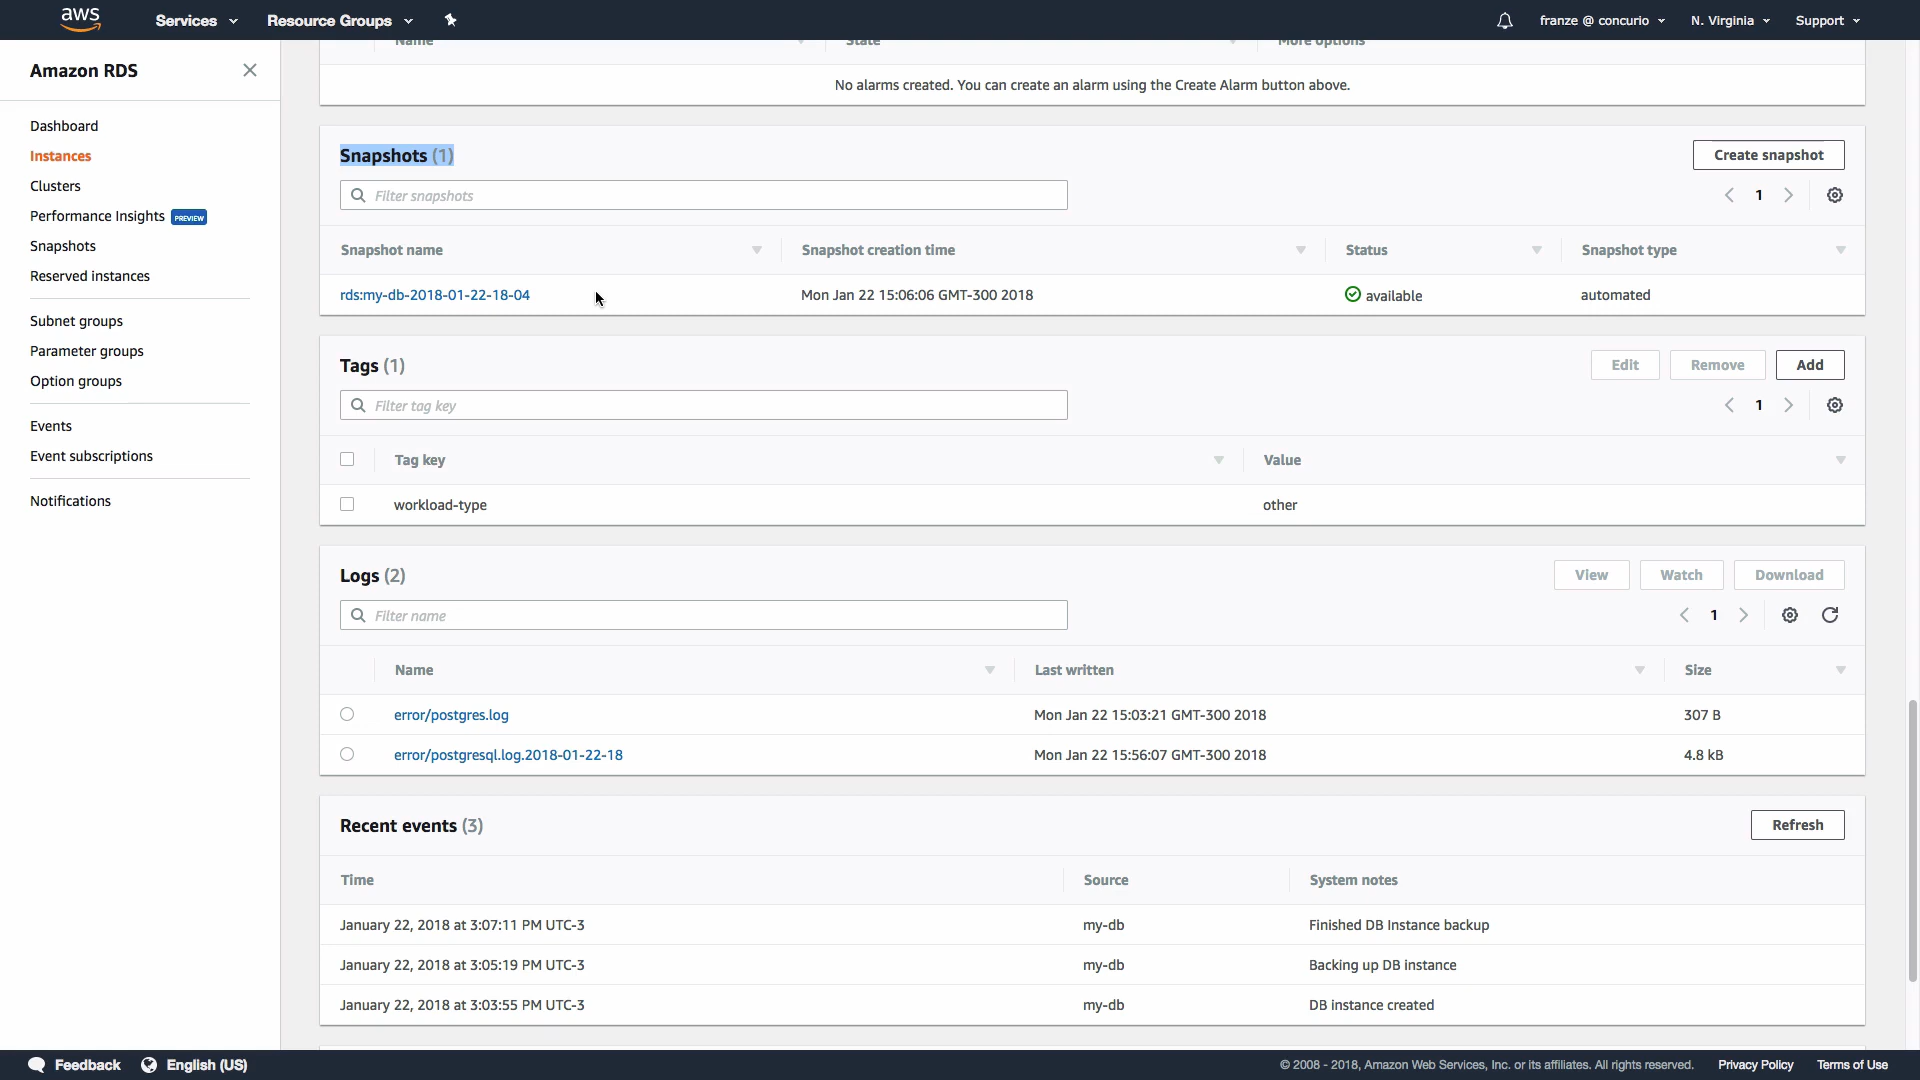 aws
Services
Resource Groups
franze @ concurio
N. Virginia
Support
Amazon RDS
Dashboard
Instances
Clusters
Performance Insights PREVIEW
Snapshots
Reserved instances
Subnet groups
Parameter groups
Option groups
Events
Event subscriptions
Notifications
Name State More options
No alarms created. You can create an alarm using the Create Alarm button above.
Snapshots (1)
Create snapshot
Filter snapshots
1
Snapshot name Snapshot creation time Status Snapshot type
rds:my-db-2018-01-22-18-04 Mon Jan 22 15:06:06 GMT-300 2018 available automated
Tags (1)
Edit Remove Add
Filter tag key
1
Tag key Value
workload-type other
Logs (2)
View Watch Download
Filter name
1
Name Last written Size
error/postgres.log Mon Jan 22 15:03:21 GMT-300 2018 307 B
error/postgresql.log.2018-01-22-18 Mon Jan 22 15:56:07 GMT-300 2018 4.8 kB
Recent events (3)
Refresh
Time Source System notes
January 22, 2018 at 3:07:11 PM UTC-3 my-db Finished DB Instance backup
January 22, 2018 at 3:05:19 PM UTC-3 my-db Backing up DB instance
January 22, 2018 at 3:03:55 PM UTC-3 my-db DB instance created
Feedback
English (US)
© 2008 - 2018, Amazon Web Services, Inc. or its affiliates. All rights reserved.
Privacy Policy
Terms of Use